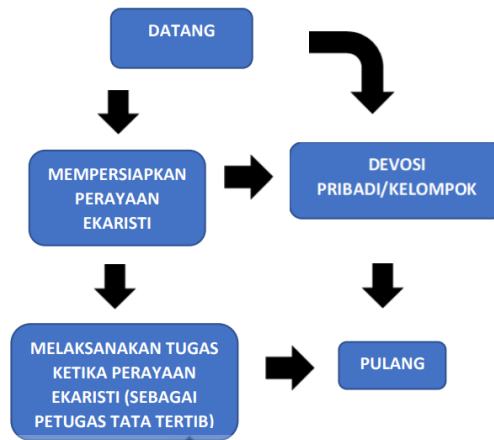 DATANG
MEMPERSIAPKAN
PERAYAAN
EKARISTI
DEVOSI
PRIBADI/KELOMPOK
MELAKSANAKAN TUGAS
KETIKA PERAYAAN
EKARISTI (SEBAGAI
PETUGAS TATA TERTIB)
PULANG